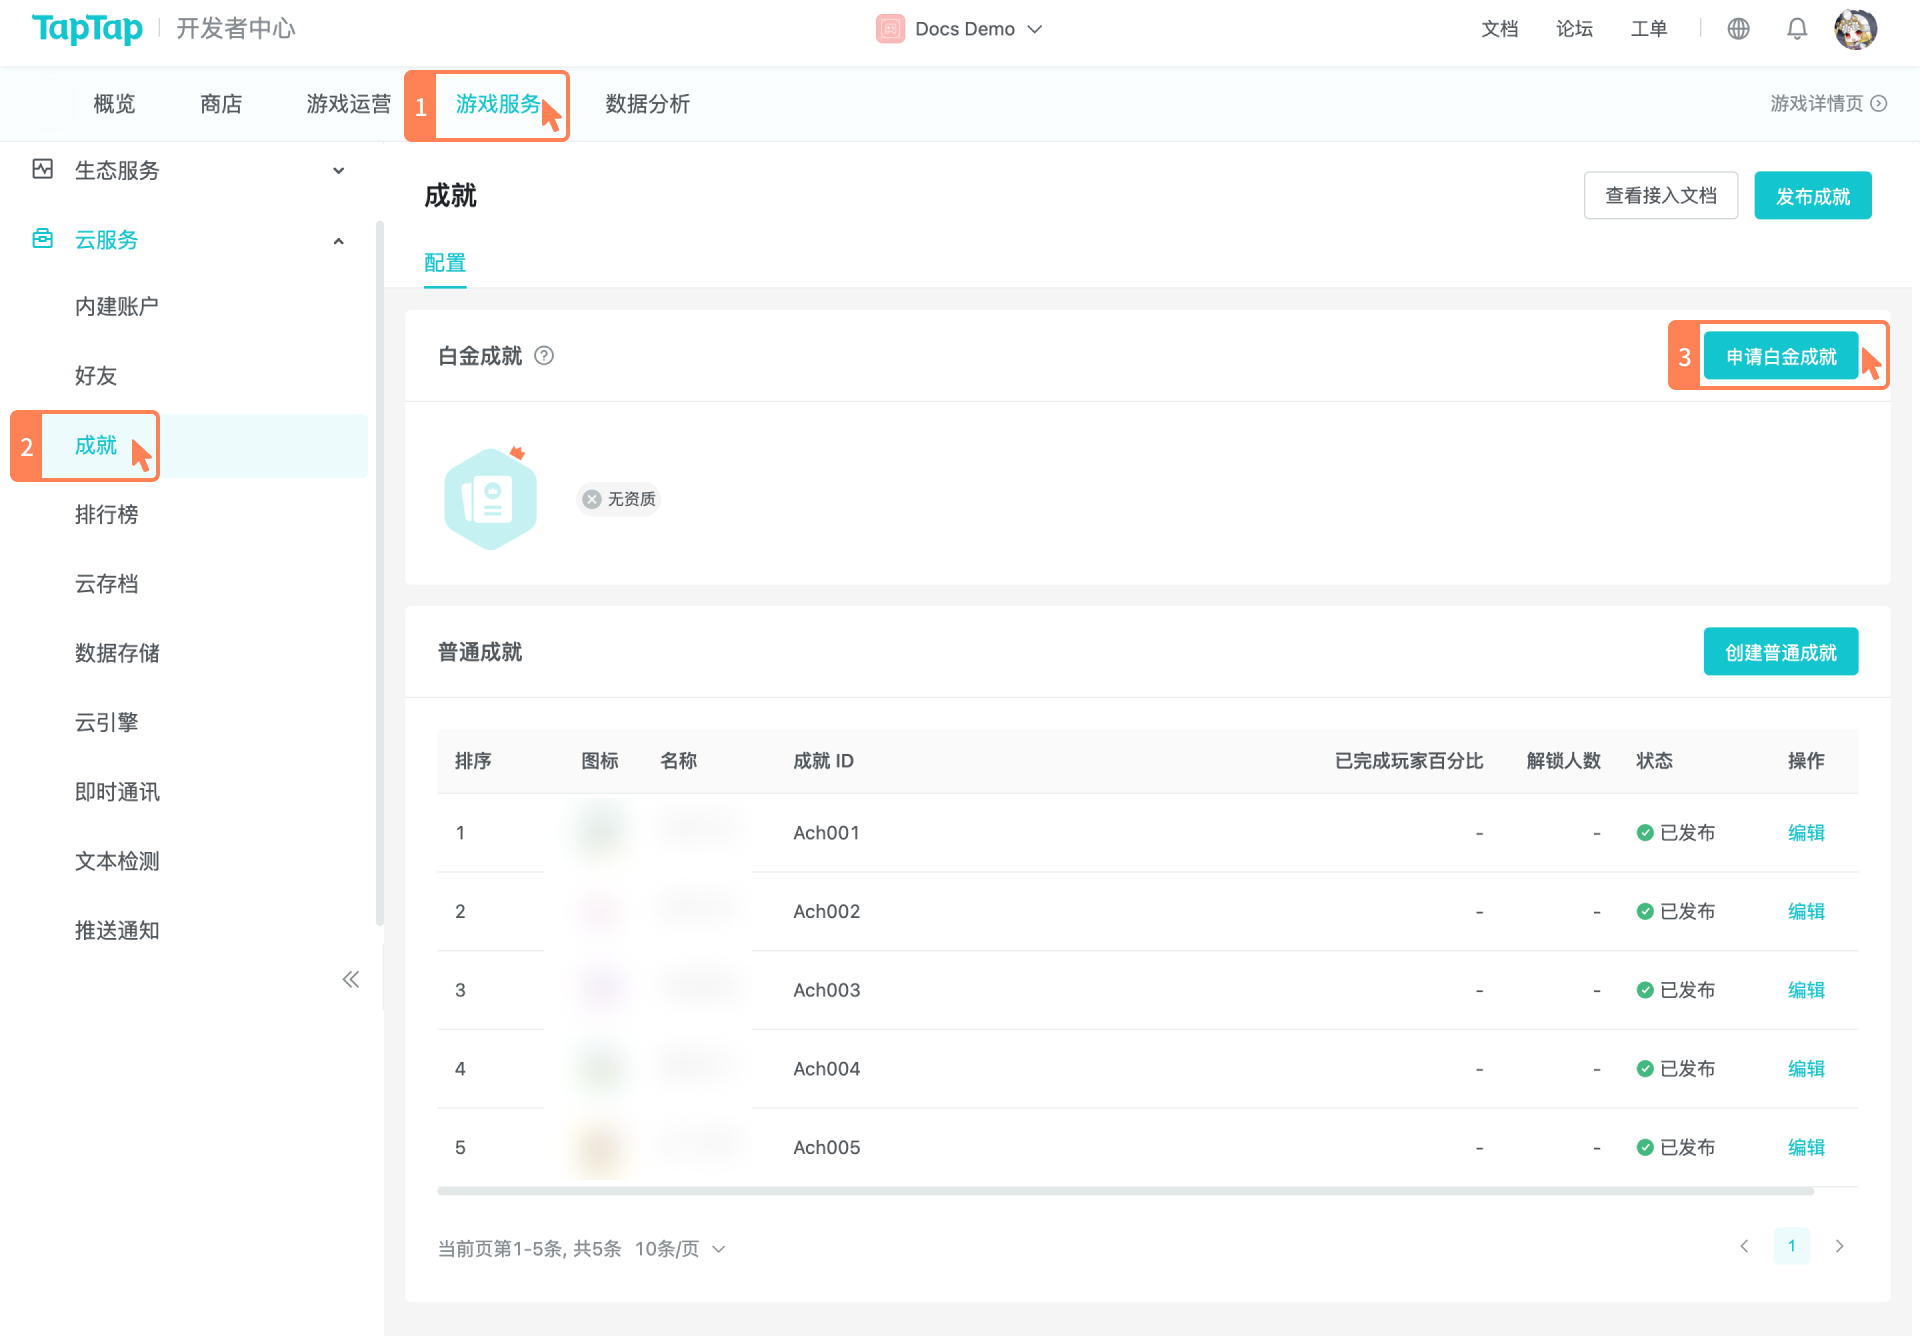 TapTap 开发者中心 Docs Demo 文档 论坛 工单
概览 商店 游戏运营 1 游戏服务 数据分析 游戏详情页
生态服务
云服务
内建账户
好友
2 成就
排行榜
云存档
数据存储
云引擎
即时通讯
文本检测
推送通知
成就 查看接入文档 发布成就
配置
白金成就 3 申请白金成就
无资质
普通成就 创建普通成就
排序 图标 名称 成就 ID 已完成玩家百分比 解锁人数 状态 操作
1 Ach001 - - 已发布 编辑
2 Ach002 - - 已发布 编辑
3 Ach003 - - 已发布 编辑
4 Ach004 - - 已发布 编辑
5 Ach005 - - 已发布 编辑
当前页第1-5条, 共5条 10条/页 1